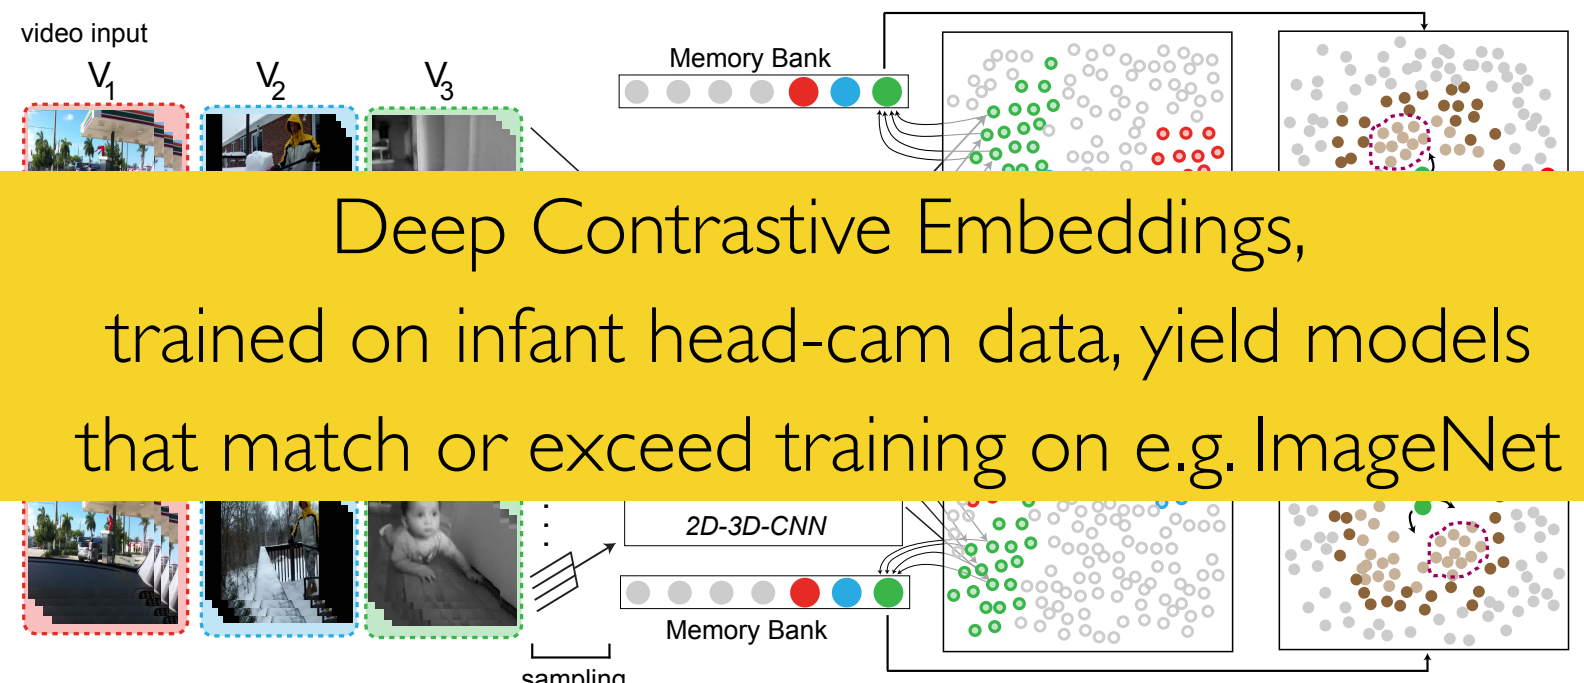 video input
V1
V2
V3
Memory Bank
Deep Contrastive Embeddings,
trained on infant head-cam data, yield models
that match or exceed training on e.g. ImageNet
2D-3D-CNN
Memory Bank
sampling